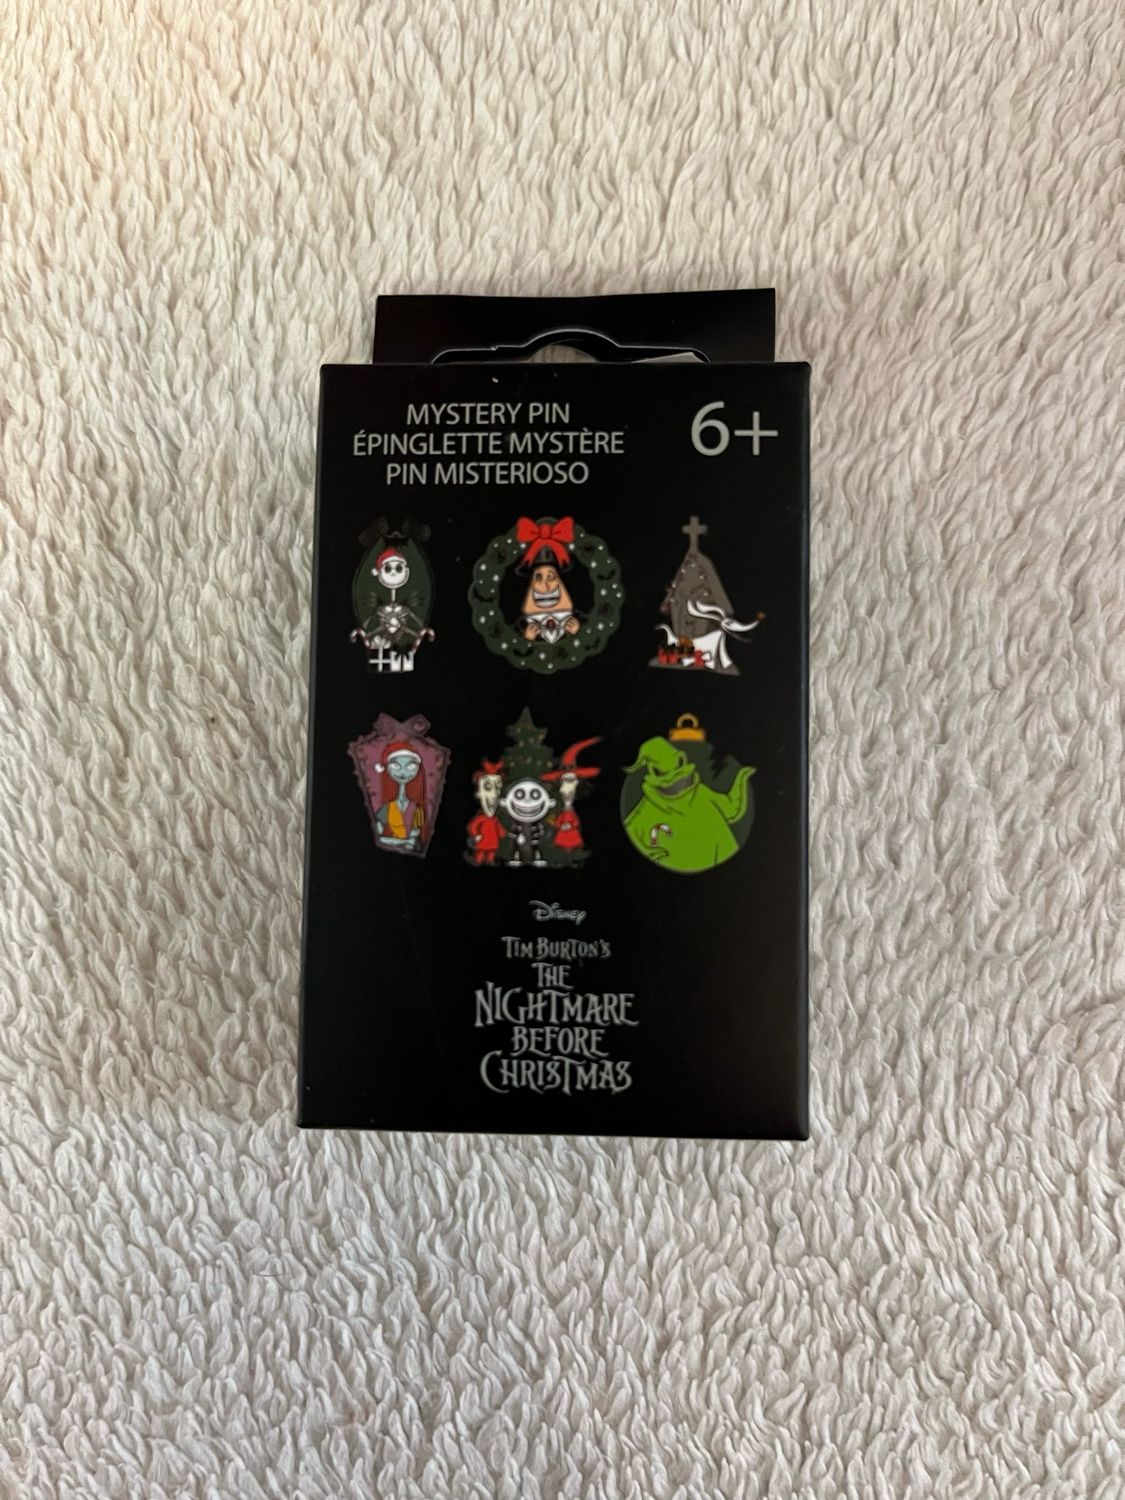 MYSTERY PIN
ÉPINGLETTE MYSTÈRE
PIN MISTERIOSO
6+
Disney
TIM BURTON'S
THE
NIGHTMARE
BEFORE
CHRISTMAS